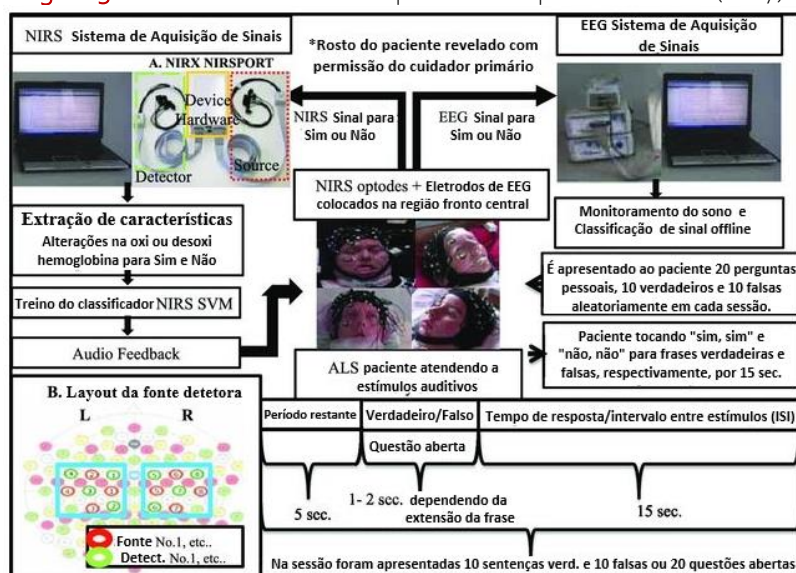 NIRS Sistema de Aquisição de Sinais
*Rosto do paciente revelado com
permissão do cuidador primário
EEG Sistema de Aquisição
de Sinais
A. NIRX NIRSPORT
Device
Hardware
Detector
Source
NIRS Sinal para
Sim ou Não
EEG Sinal para
Sim ou Não
NIRS optodes + Eletrodos de EEG
colocados na região fronto central
Extração de características
Alterações na oxi ou desoxi
hemoglobina para Sim e Não
Monitoramento do sono e
Classificação de sinal offline
Treino do classificador NIRS SVM
É apresentado ao paciente 20 perguntas
pessoais, 10 verdadeiros e 10 falsas
aleatoriamente em cada sessão.
Audio Feedback
Paciente tocando "sim, sim" e
"não, não" para frases verdadeiras e
falsas, respectivamente, por 15 sec.
ALS paciente atendendo a
estímulos auditivos
B. Layout da fonte detetora
L R
Fonte No.1, etc..
Detect. No.1, etc..
Período restante
Verdadeiro/Falso
Tempo de resposta/intervalo entre estímulos (ISI)
Questão aberta
5 sec.
1- 2 sec. dependendo da
extensão da frase
15 sec.
Na sessão foram apresentadas 10 sentenças verd. e 10 falsas ou 20 questões abertas